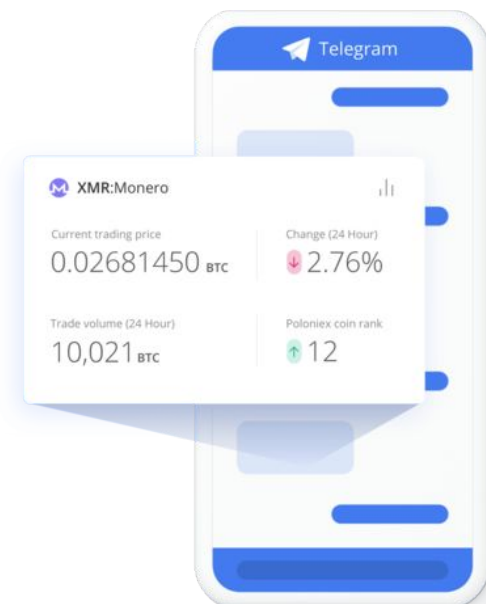 Telegram
XMR:Monero
Current trading price
0.02681450 BTC
Change (24 Hour)
2.76%
Trade volume (24 Hour)
10,021 BTC
Poloniex coin rank
12